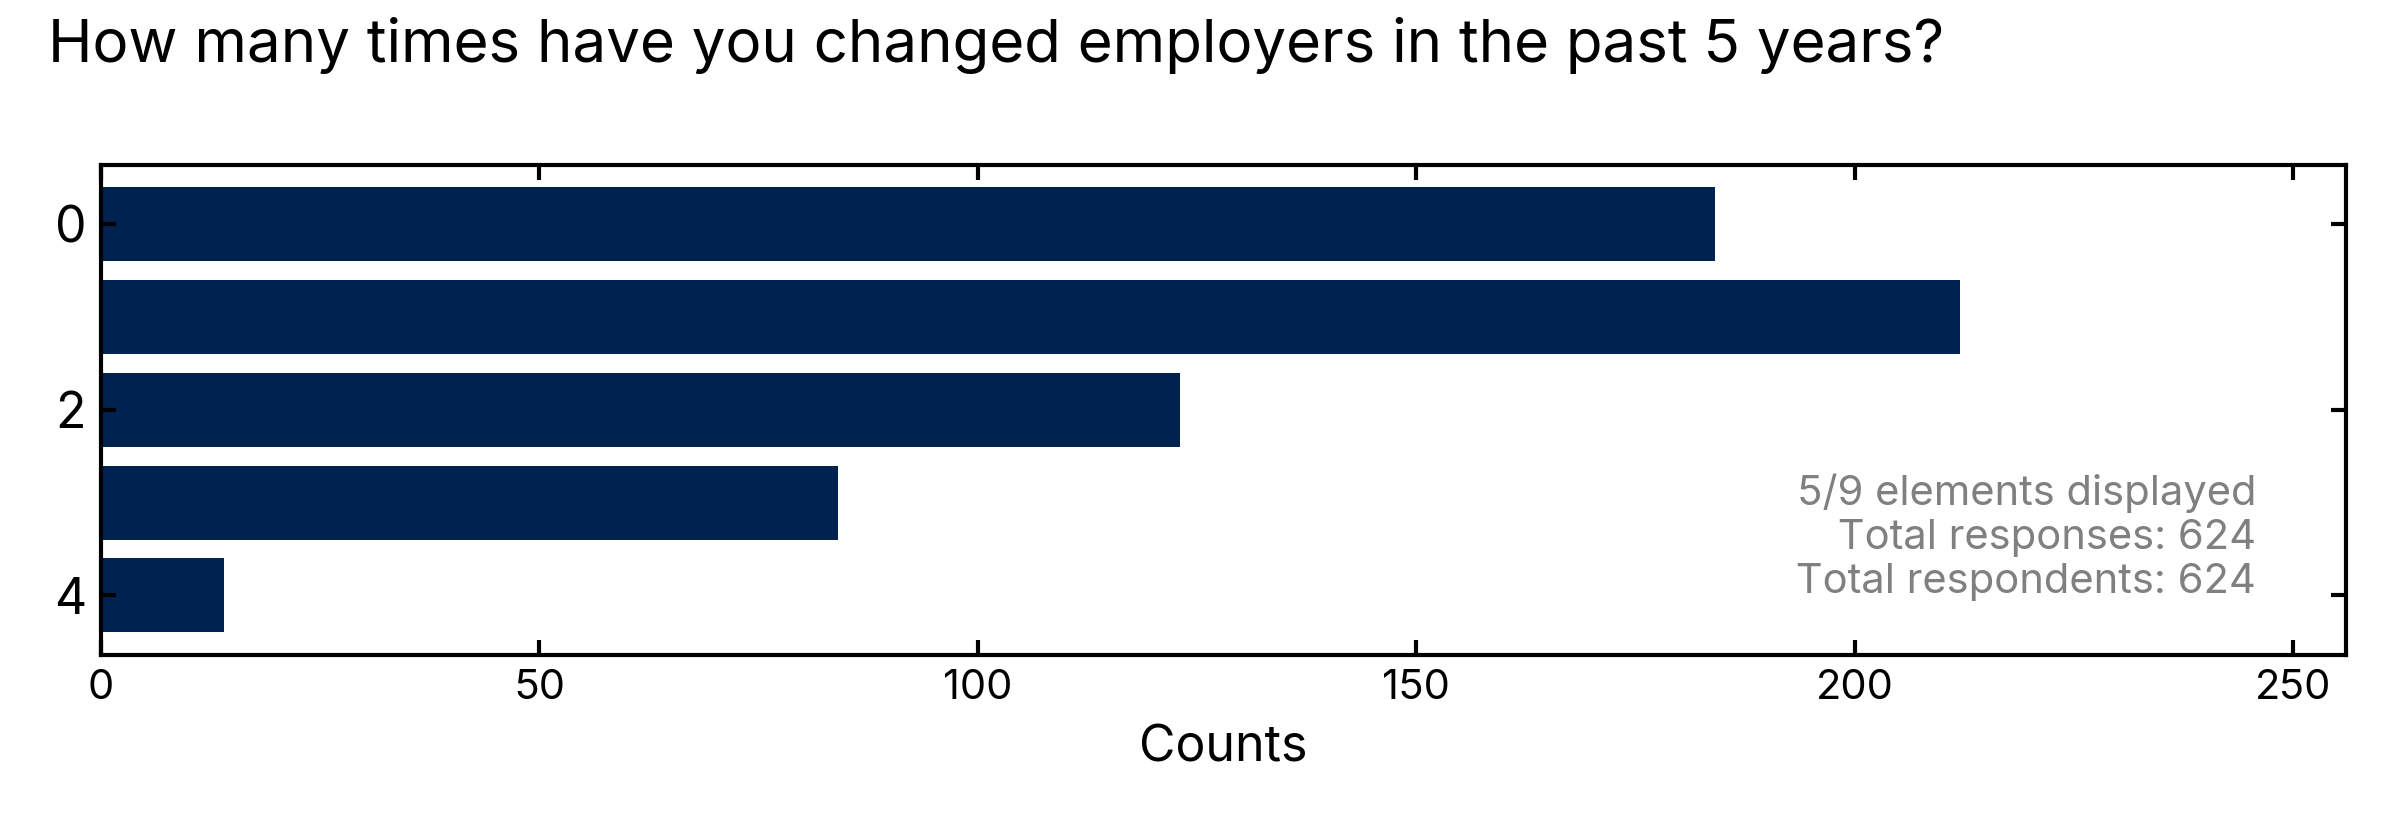 How many times have you changed employers in the past 5 years?
0
2
4
5/9 elements displayed
Total responses: 624
Total respondents: 624
0 50 100 150 200 250
Counts